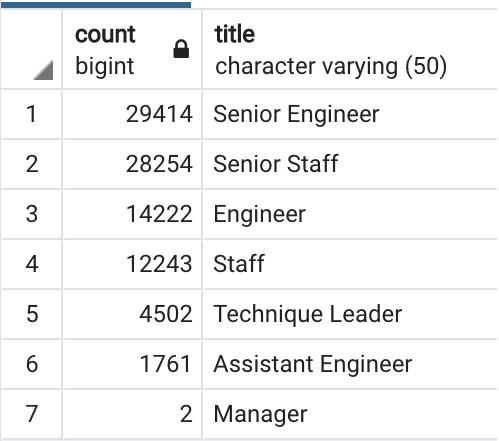 count title
bigint character varying (50)
1 29414 Senior Engineer
2 28254 Senior Staff
3 14222 Engineer
4 12243 Staff
5 4502 Technique Leader
6 1761 Assistant Engineer
7 2 Manager